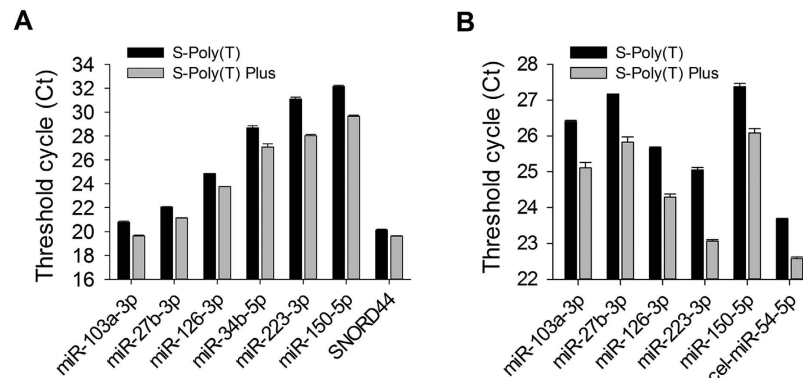 A
S-Poly(T)
S-Poly(T) Plus
Threshold cycle (Ct)
34
32
30
28
26
24
22
20
18
16
miR-103a-3p
miR-27b-3p
miR-126-3p
miR-34b-5p
miR-223-3p
miR-150-5p
SNORD44
B
S-Poly(T)
S-Poly(T) Plus
Threshold cycle (Ct)
28
27
26
25
24
23
22
miR-103a-3p
miR-27b-3p
miR-126-3p
miR-223-3p
miR-150-5p
cel-miR-54-5p